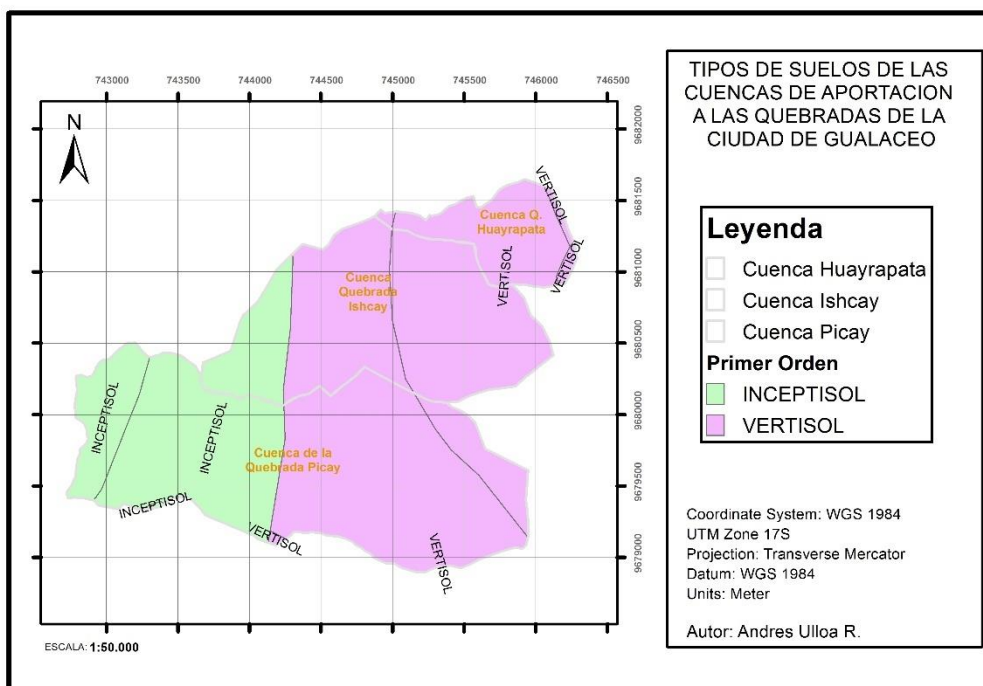 743000 743500 744000 744500 745000 745500 746000 746500
N
9682000
9681500
9681000
9680500
9680000
9679500
9679000
VERTISOL
Cuenca Q.
Huayrapata
VERTISOL
VERTISOL
Cuenca
Quebrada
Ishcay
INCEPTISOL
INCEPTISOL
Cuenca de la
Quebrada Picay
INCEPTISOL
VERTISOL
VERTISOL
ESCALA: 1:50.000
TIPOS DE SUELOS DE LAS
CUENCAS DE APORTACION
A LAS QUEBRADAS DE LA
CIUDAD DE GUALACEO
Leyenda
Cuenca Huayrapata
Cuenca Ishcay
Cuenca Picay
Primer Orden
INCEPTISOL
VERTISOL
Coordinate System: WGS 1984
UTM Zone 17S
Projection: Transverse Mercator
Datum: WGS 1984
Units: Meter
Autor: Andres Ulloa R.